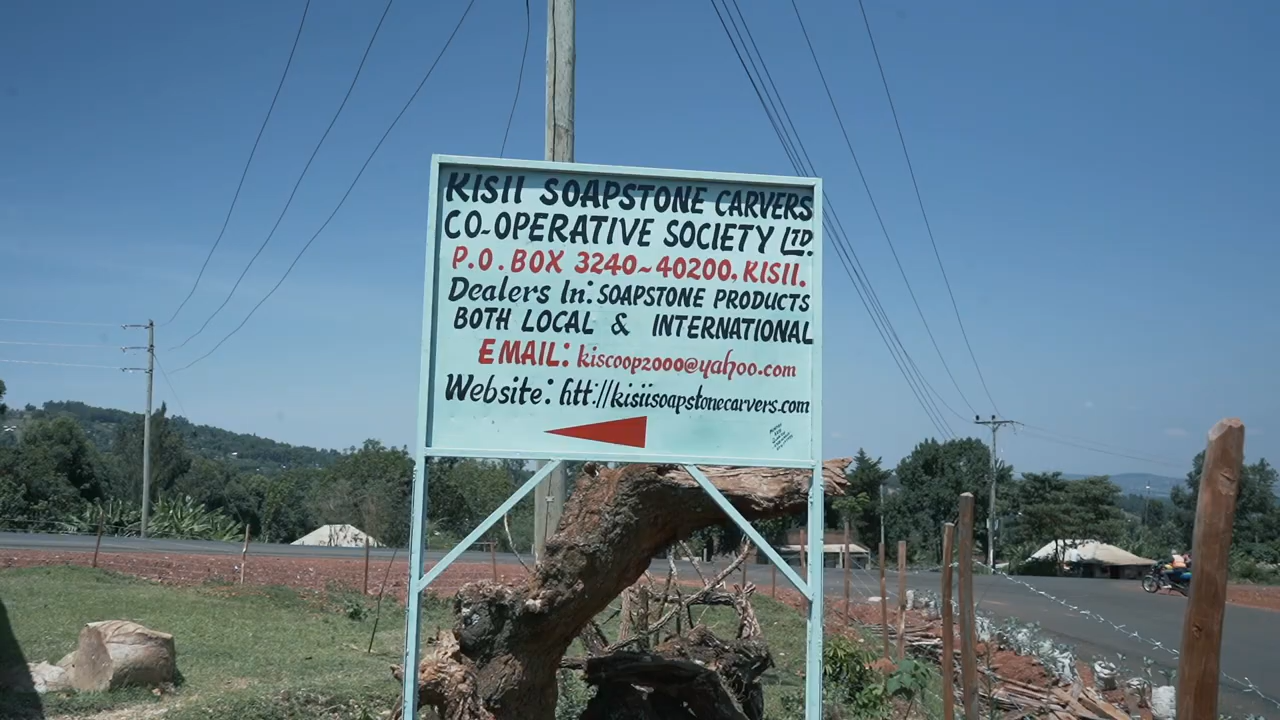 KISII SOAPSTONE CARVERS
CO-OPERATIVE SOCIETY LTD.
P.O. BOX 3240~40200, KISII.
Dealers In: SOAPSTONE PRODUCTS
BOTH LOCAL & INTERNATIONAL
EMAIL: kiscoop2000@yahoo.com
Website: htt://kisiisoapstonecarvers.com